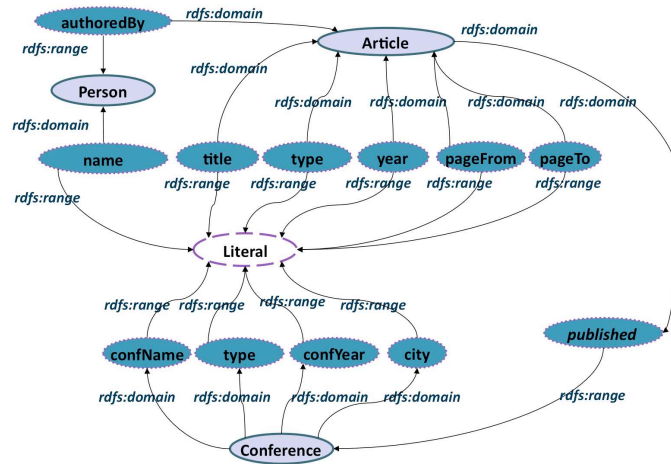 authoredBy
rdfs:domain
Article
rdfs:domain
rdfs:range
rdfs:domain
Person
rdfs:domain
rdfs:domain
rdfs:domain
rdfs:domain
rdfs:domain
rdfs:domain
name
title
type
year
pageFrom
pageTo
rdfs:range
rdfs:range
rdfs:range
rdfs:range
rdfs:range
rdfs:range
Literal
rdfs:range
rdfs:range
rdfs:range
rdfs:range
published
confName
type
confYear
city
rdfs:domain
rdfs:domain
rdfs:domain
rdfs:domain
rdfs:range
Conference